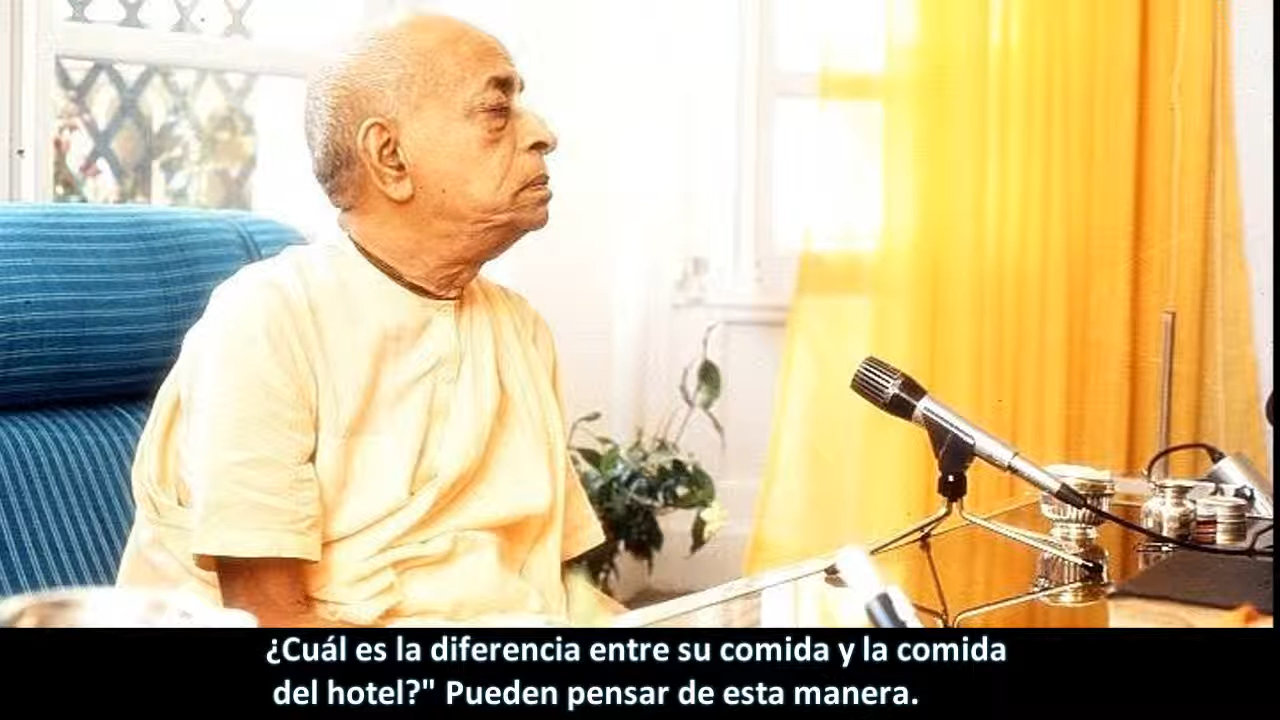 ¿Cuál es la diferencia entre su comida y la comida
del hotel?" Pueden pensar de esta manera.